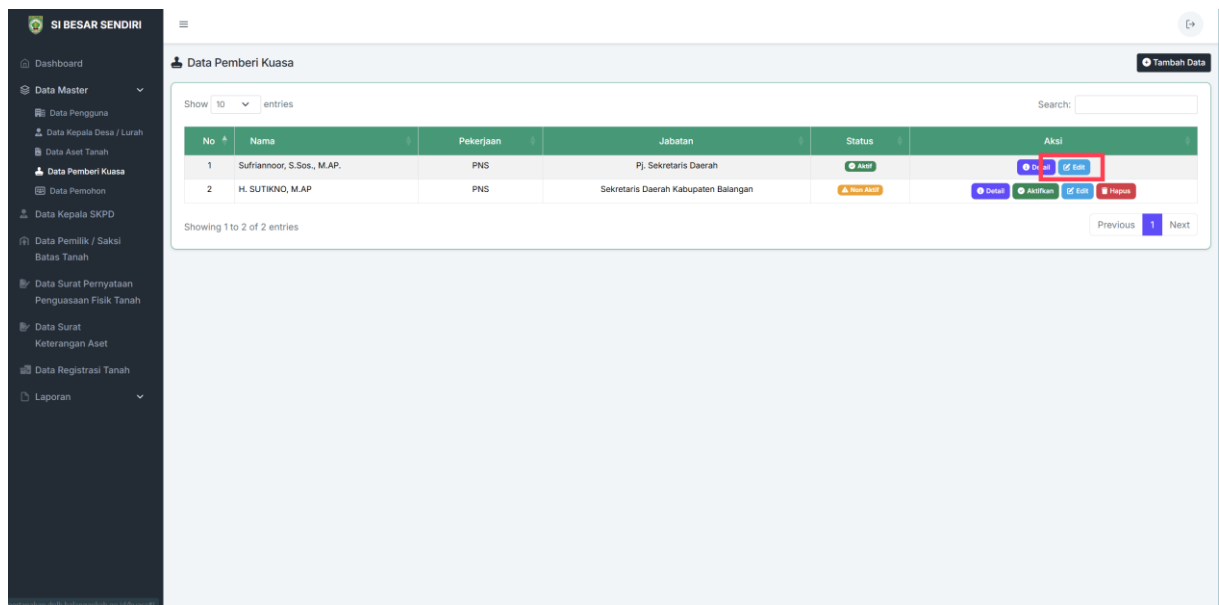 SI BESAR SENDIRI
Dashboard
Data Master
Data Pengguna
Data Kepala Desa / Lurah
Data Aset Tanah
Data Pemberi Kuasa
Data Pemohon
Data Kepala SKPD
Data Pemilik / Saksi
Batas Tanah
Data Surat Pernyataan
Penguasaan Fisik Tanah
Data Surat
Keterangan Aset
Data Registrasi Tanah
Laporan
Data Pemberi Kuasa
Tambah Data
Show 10 entries
Search:
No Nama Pekerjaan Jabatan Status Aksi
1 Sufriannoor, S.Sos., M.AP. PNS Pj. Sekretaris Daerah Aktif Detail Edit
2 H. SUTIKNO, M.AP PNS Sekretaris Daerah Kabupaten Balangan Non Aktif Detail Aktifkan Edit Hapus
Showing 1 to 2 of 2 entries
Previous 1 Next